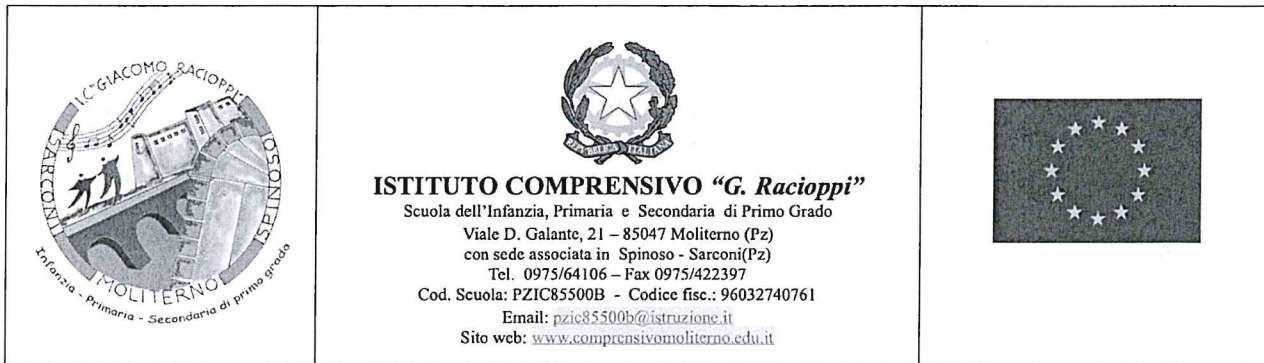 I.C. "GIACOMO RACIOPPI"
SARCONI
SPINOSO
MOLITERNO
Infanzia - Primaria - Secondaria di primo grado
REPVBBLICA ITALIANA
ISTITUTO COMPRENSIVO "G. Racioppi"
Scuola dell'Infanzia, Primaria e Secondaria di Primo Grado
Viale D. Galante, 21 – 85047 Moliterno (Pz)
con sede associata in Spinoso - Sarconi(Pz)
Tel. 0975/64106 – Fax 0975/422397
Cod. Scuola: PZIC85500B - Codice fisc.: 96032740761
Email: pzic85500b@istruzione.it
Sito web: www.comprensivomoliterno.edu.it